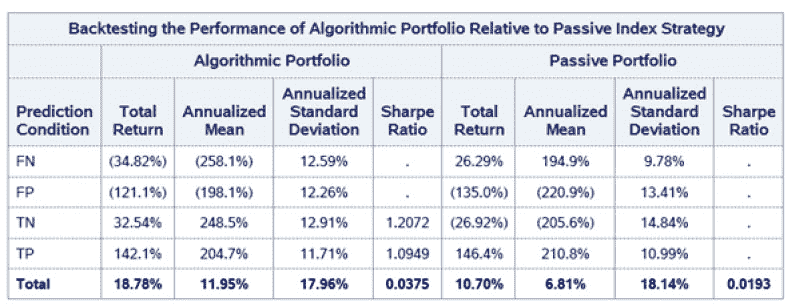 Backtesting the Performance of Algorithmic Portfolio Relative to Passive Index Strategy
Algorithmic Portfolio Passive Portfolio
Prediction Condition Total Return Annualized Mean Annualized Standard Deviation Sharpe Ratio Total Return Annualized Mean Annualized Standard Deviation Sharpe Ratio
FN (34.82%) (258.1%) 12.59% . 26.29% 194.9% 9.78% .
FP (121.1%) (198.1%) 12.26% . (135.0%) (220.9%) 13.41% .
TN 32.54% 248.5% 12.91% 1.2072 (26.92%) (205.6%) 14.84% .
TP 142.1% 204.7% 11.71% 1.0949 146.4% 210.8% 10.99% .
Total 18.78% 11.95% 17.96% 0.0375 10.70% 6.81% 18.14% 0.0193